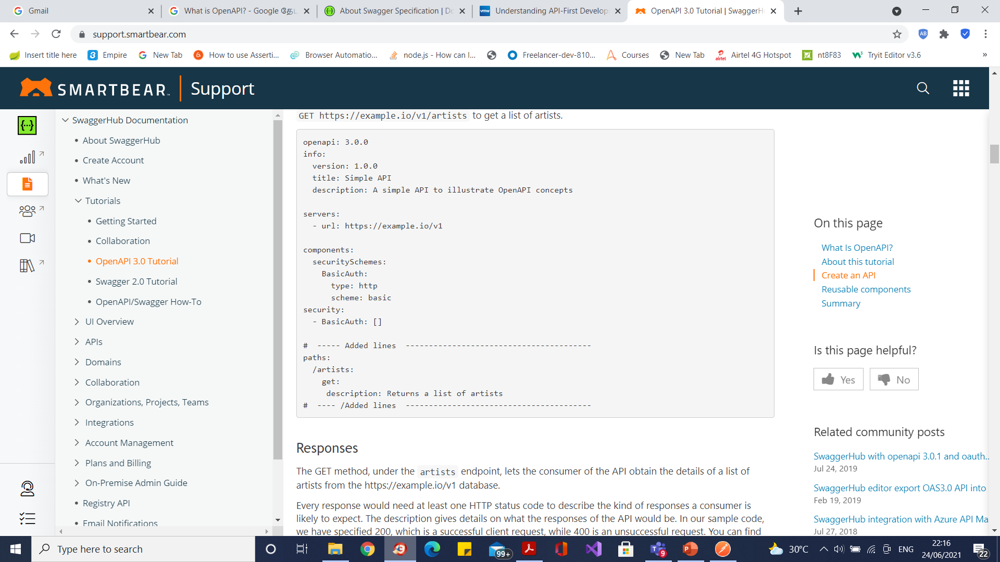 Gmail
What is OpenAPI? - Google
About Swagger Specification | Do
Understanding API-First Develop
OpenAPI 3.0 Tutorial | SwaggerH
support.smartbear.com
AB
Insert title here
Empire
New Tab
How to use Asserti...
Browser Automatio...
node.js - How can I...
Freelancer-dev-810...
Courses
New Tab
Airtel 4G Hotspot
nt8F83
Tryit Editor v3.6
»
SMARTBEAR
Support
SwaggerHub Documentation
• About SwaggerHub
• Create Account
• What's New
Tutorials
• Getting Started
• Collaboration
• OpenAPI 3.0 Tutorial
• Swagger 2.0 Tutorial
• OpenAPI/Swagger How-To
UI Overview
APIs
Domains
Collaboration
Organizations, Projects, Teams
Integrations
Account Management
Plans and Billing
On-Premise Admin Guide
• Registry API
• Email Notifications
GET https://example.io/v1/artists to get a list of artists.
openapi: 3.0.0
info:
  version: 1.0.0
  title: Simple API
  description: A simple API to illustrate OpenAPI concepts
servers:
  - url: https://example.io/v1
components:
  securitySchemes:
    BasicAuth:
      type: http
      scheme: basic
security:
  - BasicAuth: []
#  ----- Added lines  ----------------------------------------
paths:
  /artists:
    get:
     description: Returns a list of artists
#  ---- /Added lines  ----------------------------------------
Responses
The GET method, under the artists endpoint, lets the consumer of the API obtain the details of a list of
artists from the https://example.io/v1 database.
Every response would need at least one HTTP status code to describe the kind of responses a consumer is
likely to expect. The description gives details on what the responses of the API would be. In our sample code,
we have specified 200, which is a successful client request, while 400 is an unsuccessful request. You can find
On this page
What Is OpenAPI?
About this tutorial
Create an API
Reusable components
Summary
Is this page helpful?
Yes
No
Related community posts
SwaggerHub with openapi 3.0.1 and oauth..
Jul 24, 2019
SwaggerHub editor export OAS3.0 API into
Feb 19, 2019
SwaggerHub integration with Azure API Ma
Jul 27, 2018
Type here to search
99+
9
30°C
ENG
22:16
24/06/2021
22